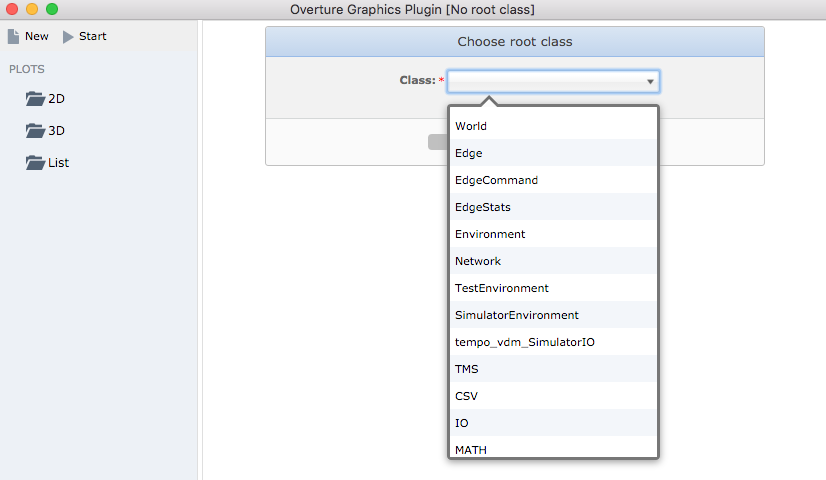 Overture Graphics Plugin [No root class]
New Start
PLOTS
2D
3D
List
Choose root class
Class: *
World
Edge
EdgeCommand
EdgeStats
Environment
Network
TestEnvironment
SimulatorEnvironment
tempo_vdm_SimulatorIO
TMS
CSV
IO
MATH